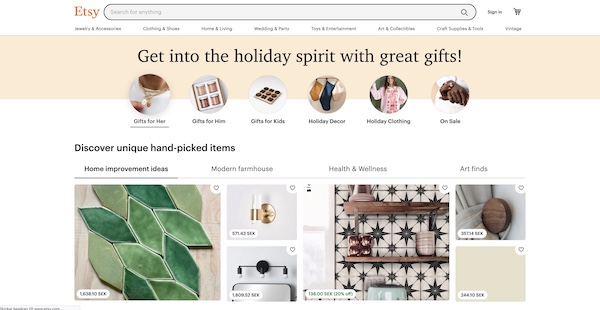 Etsy
Search for anything
Sign in
Jewelry & Accessories Clothing & Shoes Home & Living Wedding & Party Toys & Entertainment Art & Collectibles Craft Supplies & Tools Vintage
Get into the holiday spirit with great gifts!
Gifts for Her Gifts for Him Gifts for Kids Holiday Decor Holiday Clothing On Sale
Discover unique hand-picked items
Home improvement ideas Modern farmhouse Health & Wellness Art finds
571.43 SEK
357.14 SEK
1,638.10 SEK
1,809.52 SEK
138.00 SEK (20% off)
244.10 SEK